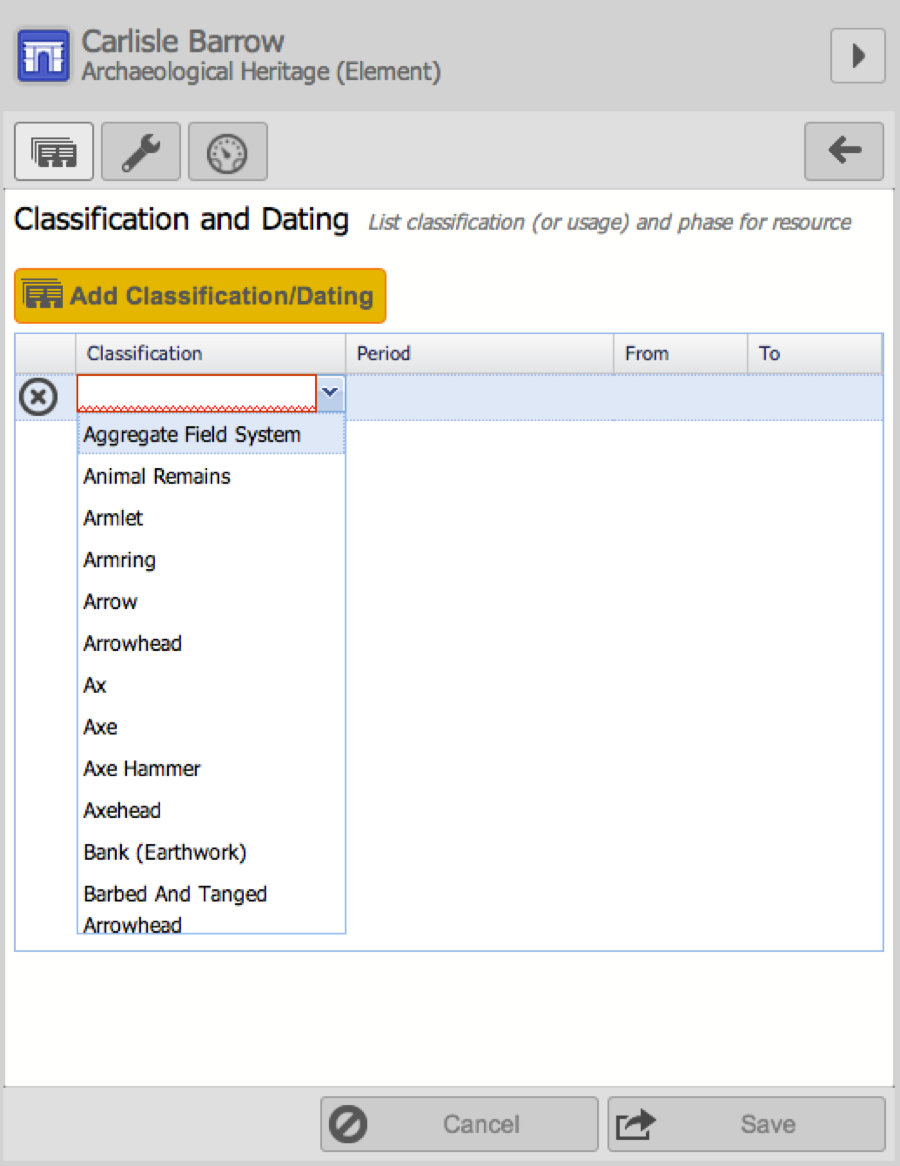 Carlisle Barrow
Archaeological Heritage (Element)
Classification and Dating List classification (or usage) and phase for resource
Add Classification/Dating
Classification Period From To
Aggregate Field System
Animal Remains
Armlet
Armring
Arrow
Arrowhead
Ax
Axe
Axe Hammer
Axehead
Bank (Earthwork)
Barbed And Tanged
Arrowhead
Cancel Save